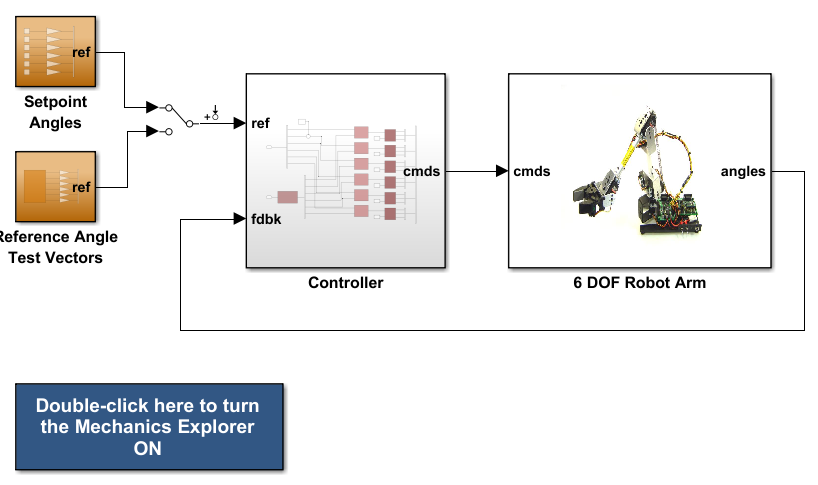 ref
Setpoint
Angles
ref
Reference Angle
Test Vectors
ref
fdbk
cmds
Controller
cmds
angles
6 DOF Robot Arm
Double-click here to turn
the Mechanics Explorer
ON